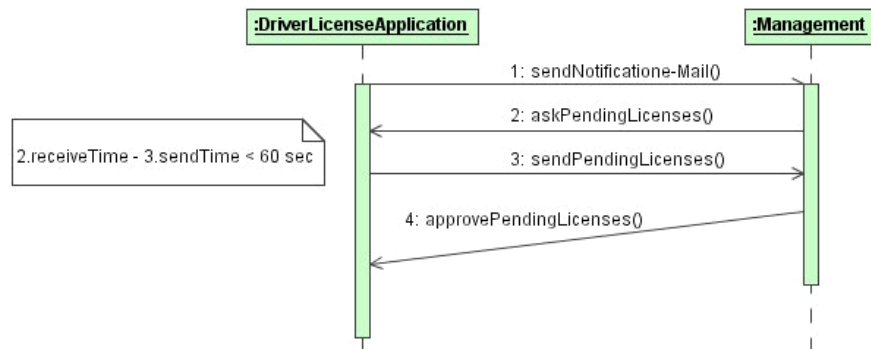 :DriverLicenseApplication
:Management
1: sendNotificatione-Mail()
2: askPendingLicenses()
2.receiveTime - 3.sendTime < 60 sec
3: sendPendingLicenses()
4: approvePendingLicenses()